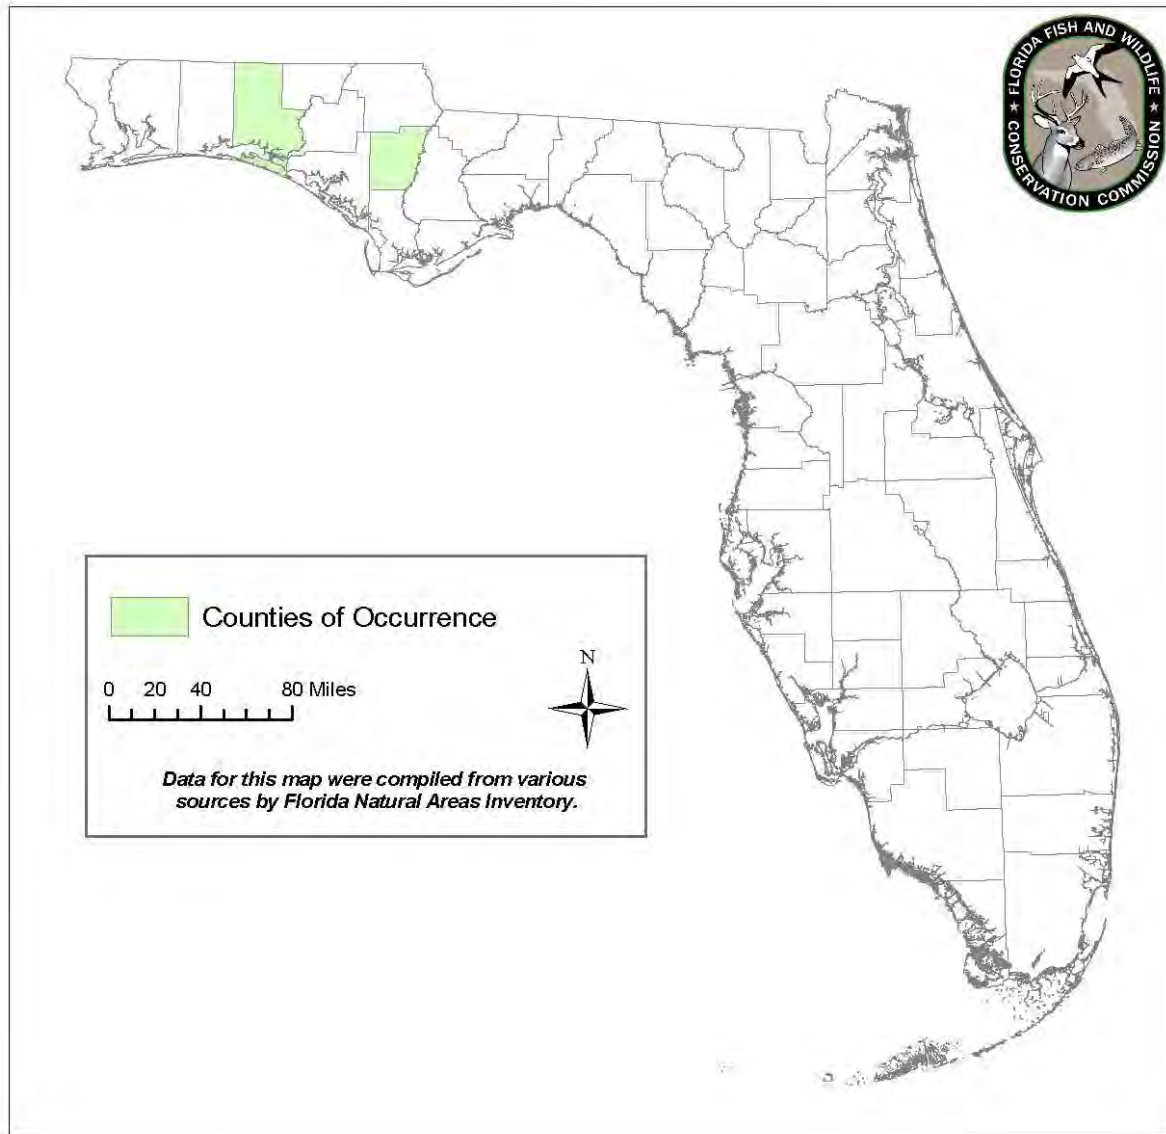 FLORIDA FISH AND WILDLIFE
CONSERVATION COMMISSION
Counties of Occurrence
N
0 20 40 80 Miles
Data for this map were compiled from various
sources by Florida Natural Areas Inventory.